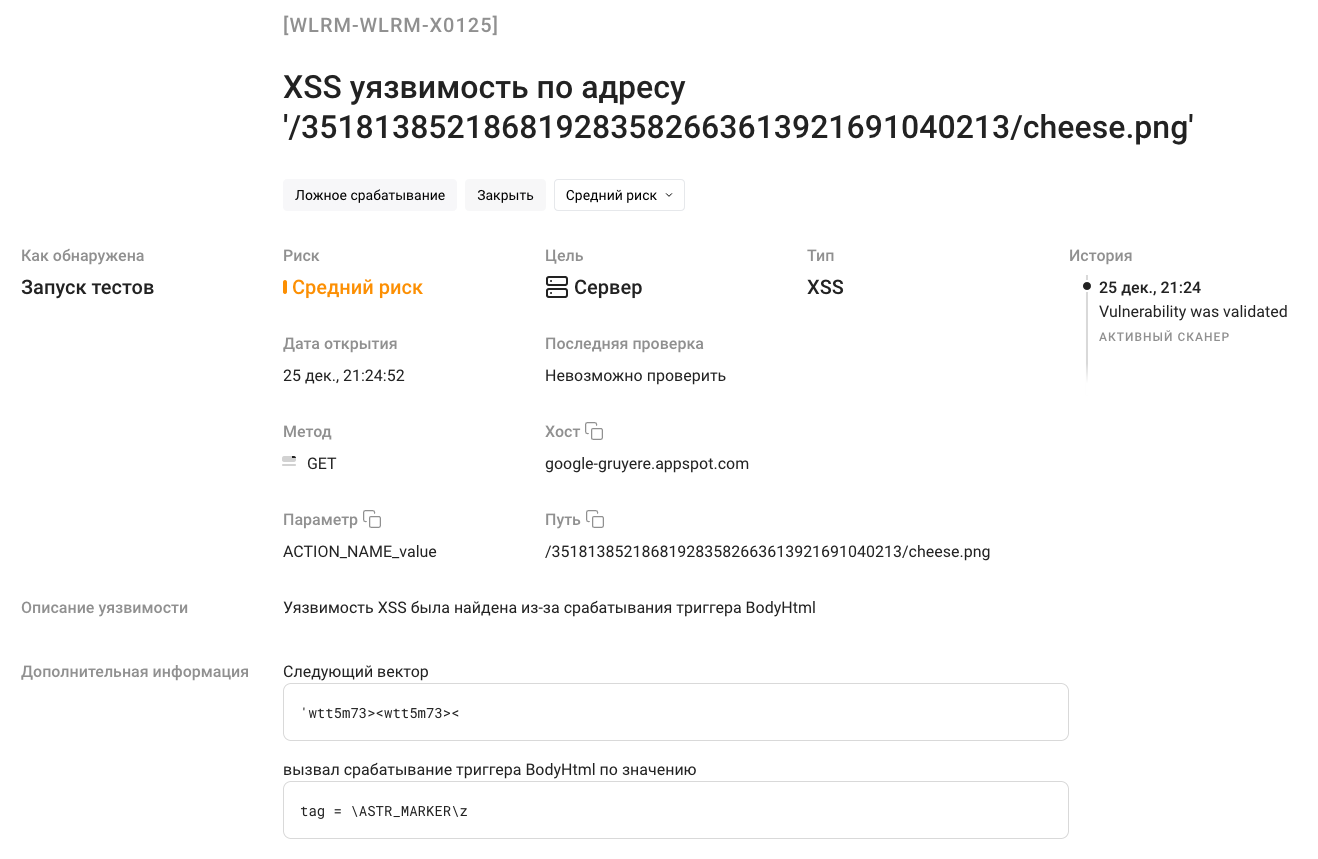 [WLRM-WLRM-X0125]
XSS уязвимость по адресу
'/351813852186819283582663613921691040213/cheese.png'
Ложное срабатывание
Закрыть
Средний риск
Как обнаружена
Запуск тестов
Риск
Средний риск
Цель
Сервер
Тип
XSS
История
25 дек., 21:24
Vulnerability was validated
АКТИВНЫЙ СКАНЕР
Дата открытия
25 дек., 21:24:52
Последняя проверка
Невозможно проверить
Метод
GET
Хост
google-gruyere.appspot.com
Параметр
ACTION_NAME_value
Путь
/351813852186819283582663613921691040213/cheese.png
Описание уязвимости
Уязвимость XSS была найдена из-за срабатывания триггера BodyHtml
Дополнительная информация
Следующий вектор
'wtt5m73><wtt5m73><
вызвал срабатывание триггера BodyHtml по значению
tag = \ASTR_MARKER\z